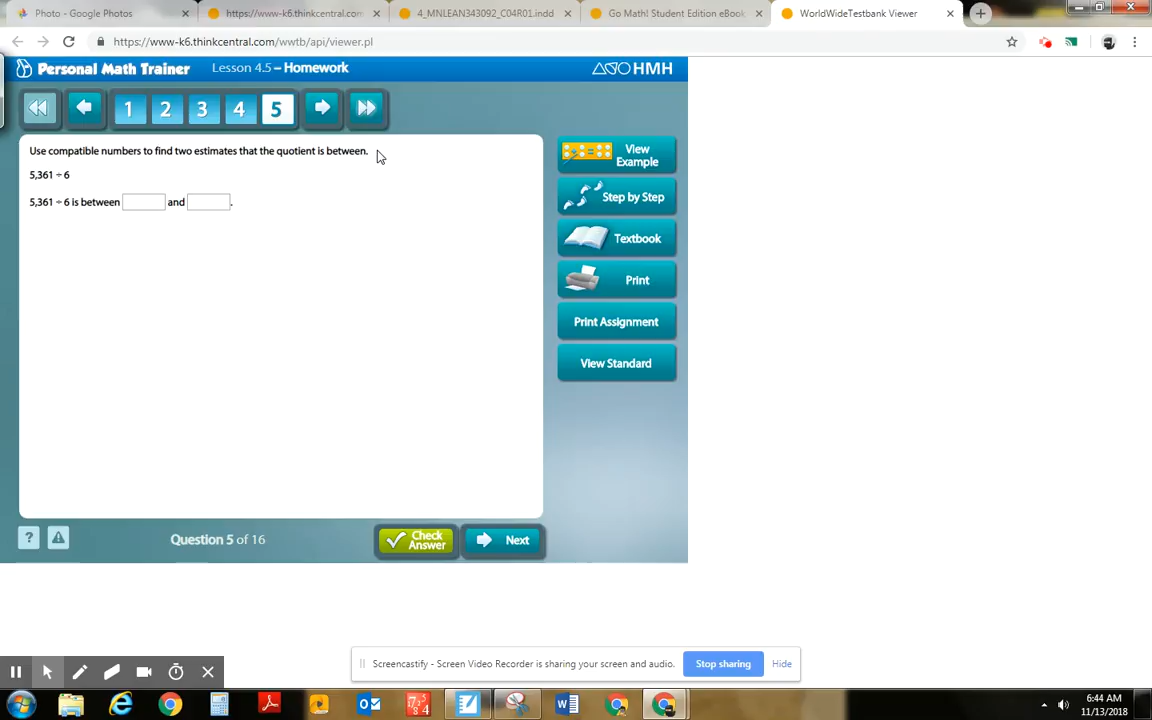 Photo - Google Photos
https://www-k6.thinkcentral.com
4_MNLEAN343092_C04R01.indd
Go Math! Student Edition eBook
WorldWideTestbank Viewer
https://www-k6.thinkcentral.com/wwtb/api/viewer.pl
Personal Math Trainer
Lesson 4.5 – Homework
HMH
1 2 3 4 5
Use compatible numbers to find two estimates that the quotient is between.
5,361 ÷ 6
5,361 ÷ 6 is between and .
View Example
Step by Step
Textbook
Print
Print Assignment
View Standard
?
Question 5 of 16
Check Answer
Next
Screencastify - Screen Video Recorder is sharing your screen and audio.
Stop sharing
Hide
6:44 AM
11/13/2018